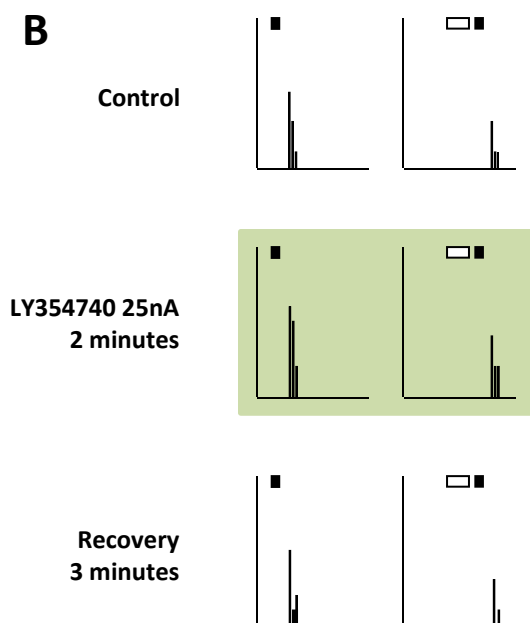 B
Control
LY354740 25nA
2 minutes
Recovery
3 minutes